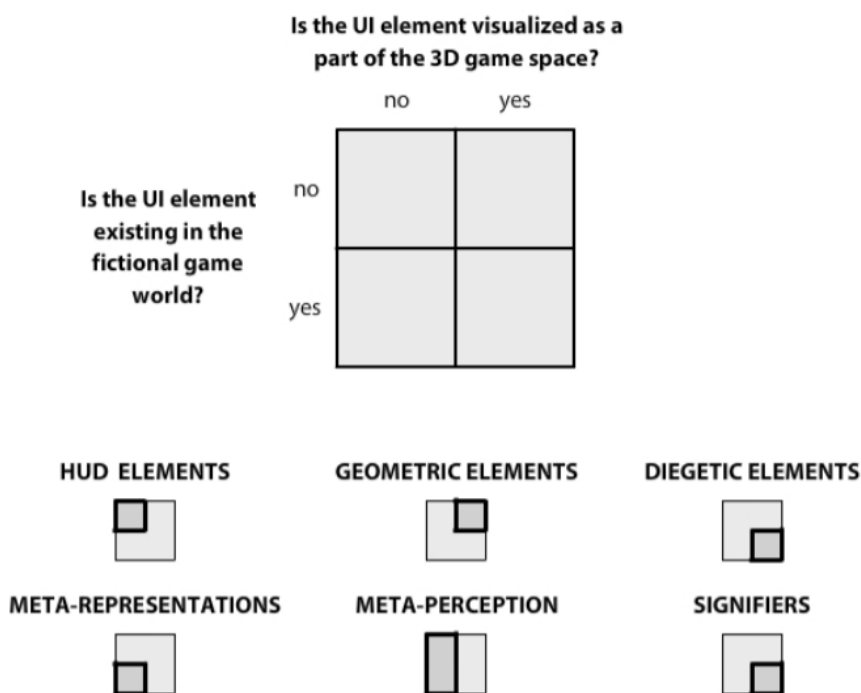 Is the UI element visualized as a
part of the 3D game space?
no
yes
Is the UI element
existing in the
fictional game
world?
no
yes
HUD ELEMENTS
GEOMETRIC ELEMENTS
DIEGETIC ELEMENTS
META-REPRESENTATIONS
META-PERCEPTION
SIGNIFIERS